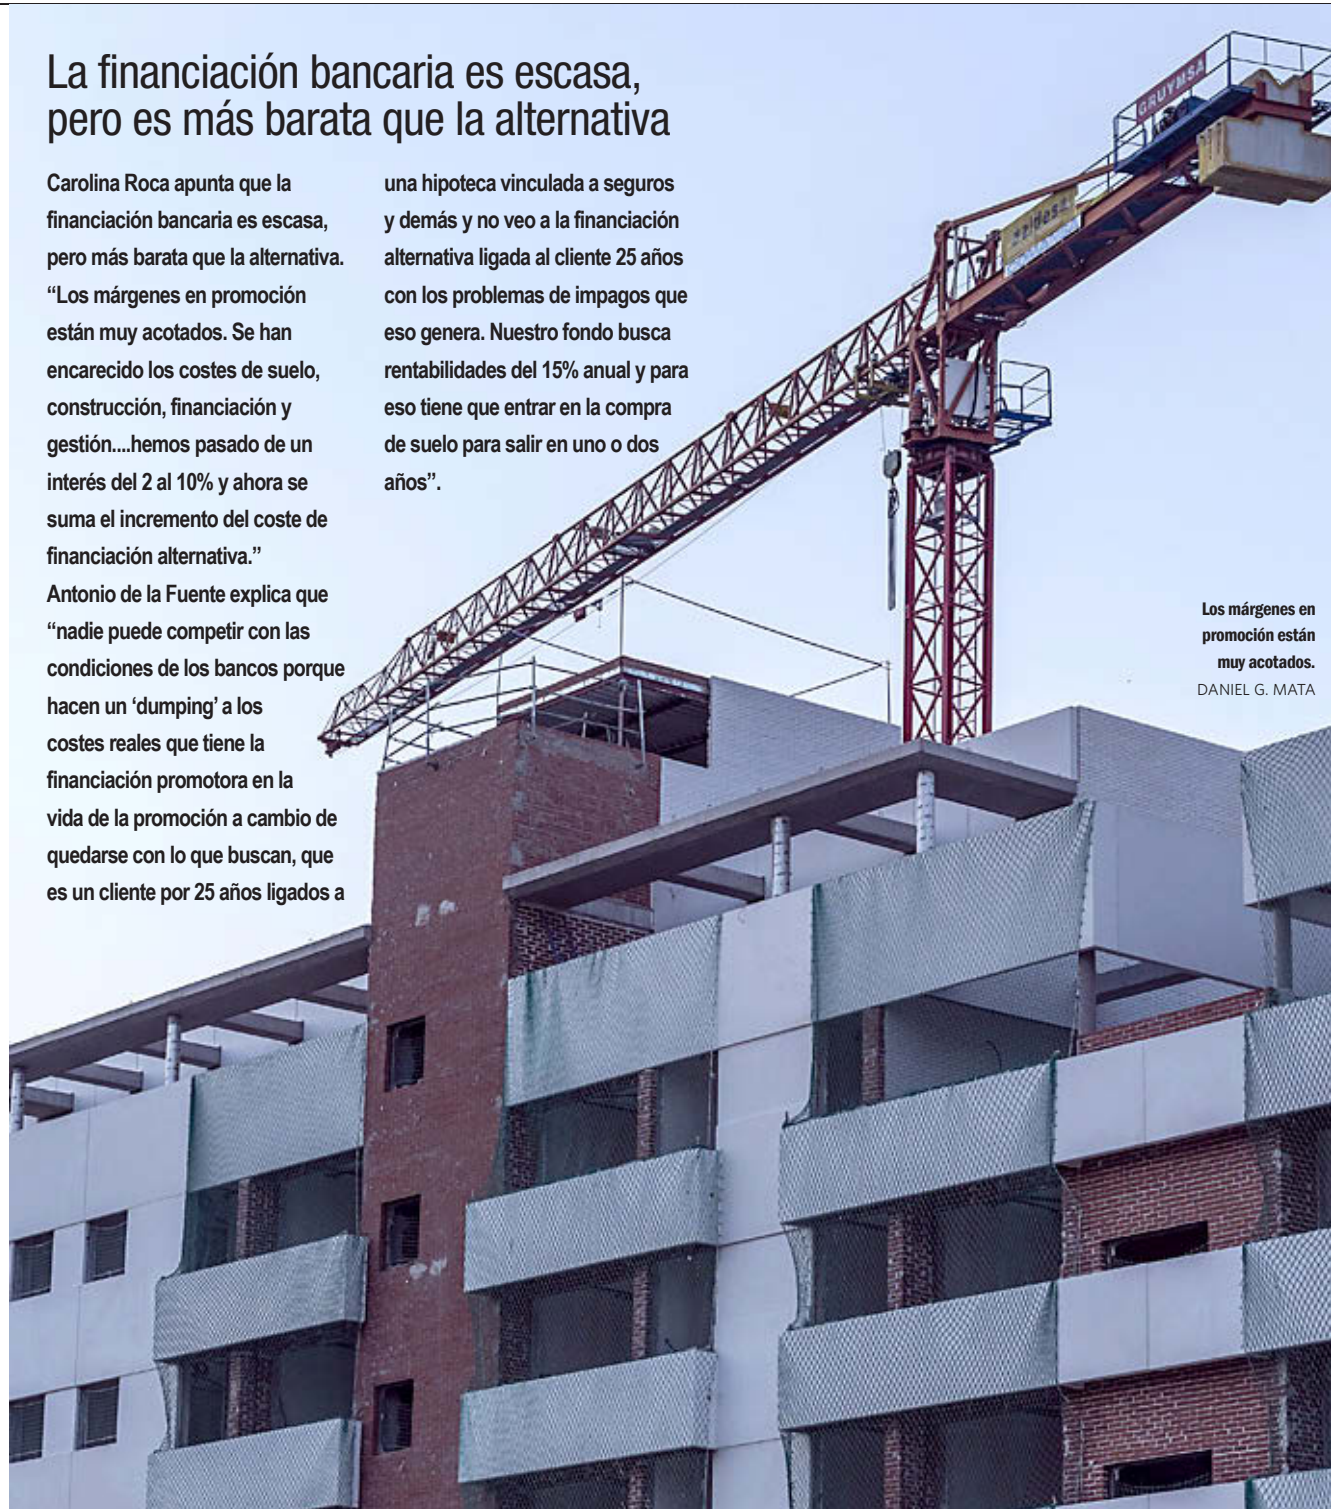 La financiación bancaria es escasa,
pero es más barata que la alternativa
Carolina Roca apunta que la
financiación bancaria es escasa,
pero más barata que la alternativa.
“Los márgenes en promoción
están muy acotados. Se han
encarecido los costes de suelo,
construcción, financiación y
gestión....hemos pasado de un
interés del 2 al 10% y ahora se
suma el incremento del coste de
financiación alternativa.”
Antonio de la Fuente explica que
“nadie puede competir con las
condiciones de los bancos porque
hacen un ‘dumping’ a los
costes reales que tiene la
financiación promotora en la
vida de la promoción a cambio de
quedarse con lo que buscan, que
es un cliente por 25 años ligados a
una hipoteca vinculada a seguros
y demás y no veo a la financiación
alternativa ligada al cliente 25 años
con los problemas de impagos que
eso genera. Nuestro fondo busca
rentabilidades del 15% anual y para
eso tiene que entrar en la compra
de suelo para salir en uno o dos
años”.
GRUYMSA
Los márgenes en
promoción están
muy acotados.
DANIEL G. MATA